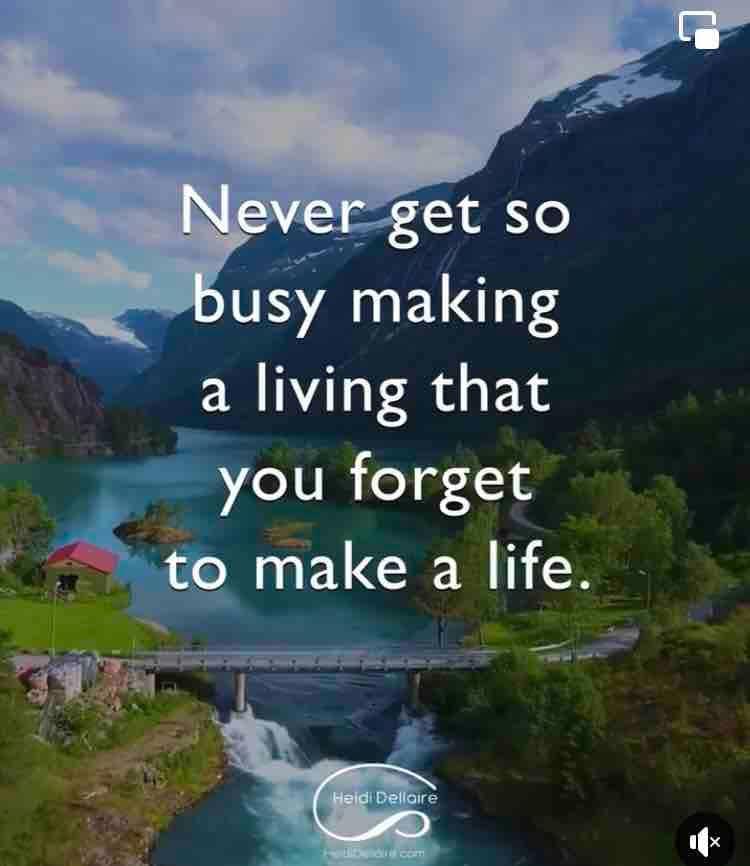 Never get so
busy making
a living that
you forget
to make a life.
Heidi Dellaire
HeidiDellaire.com